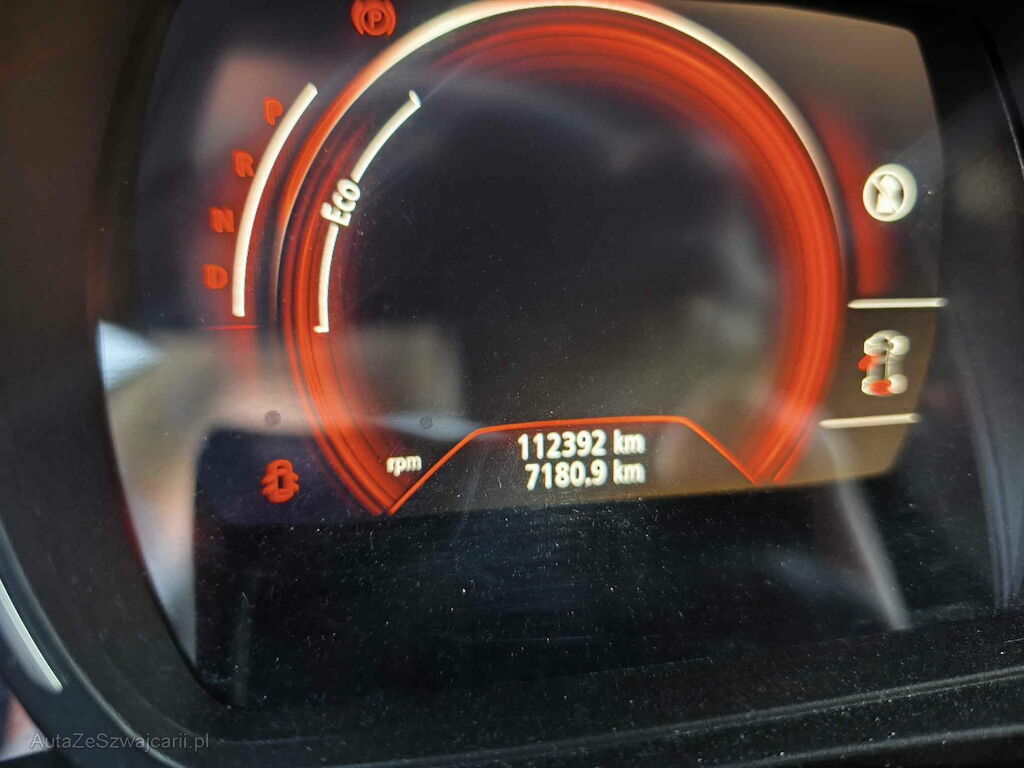 P
P
R
N
D
Eco
rpm
112392 km
7180.9 km
AutaZeSzwajcarii.pl